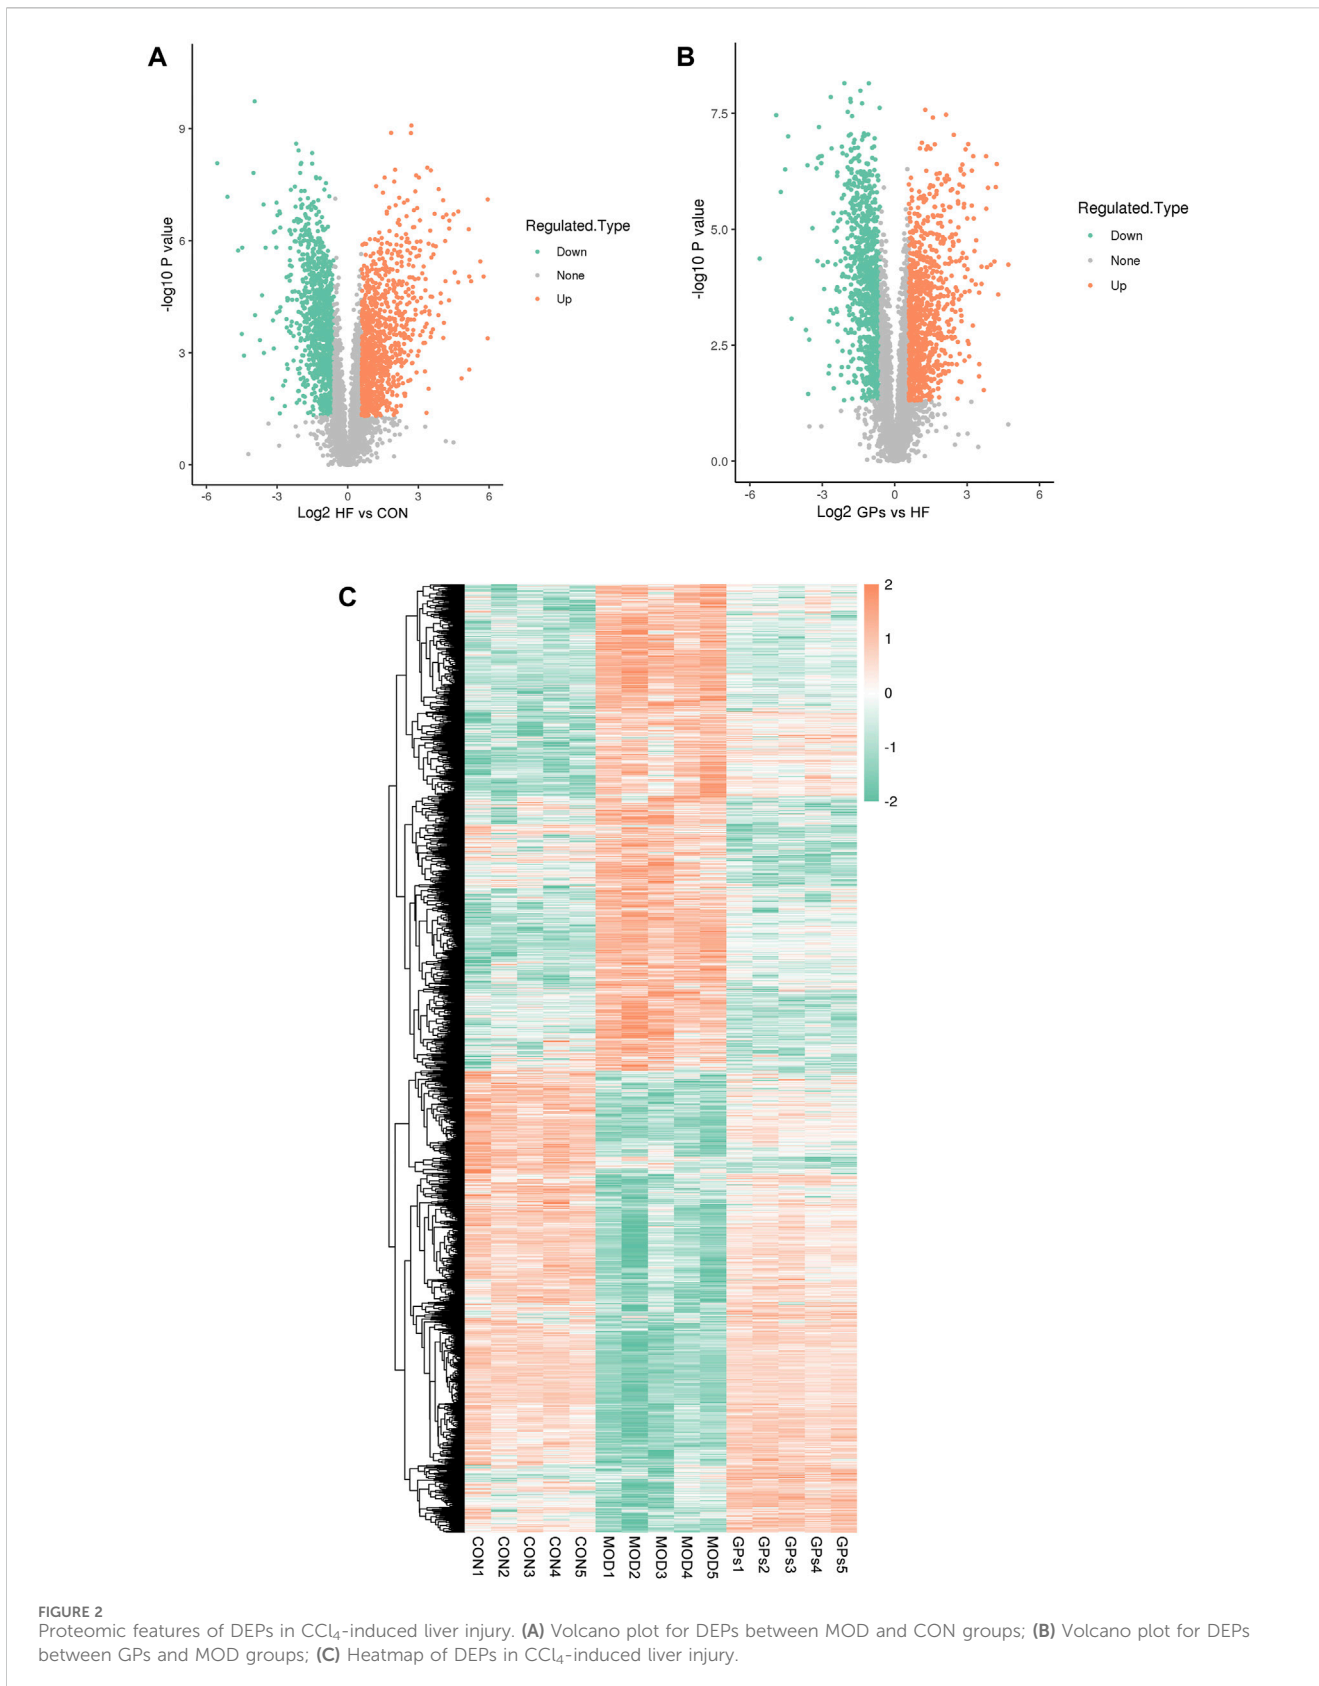 A
9
6
3
0
-log10 P value
-6
-3
0
3
6
Log2 HF vs CON
Regulated.Type
Down
None
Up
B
7.5
5.0
2.5
0.0
-log10 P value
-6
-3
0
3
6
Log2 GPs vs HF
Regulated.Type
Down
None
Up
C
2
1
0
-1
-2
CON1
CON2
CON3
CON4
CON5
MOD1
MOD2
MOD3
MOD4
MOD5
GPs1
GPs2
GPs3
GPs4
GPs5
FIGURE 2
Proteomic features of DEPs in CCl₄-induced liver injury. (A) Volcano plot for DEPs between MOD and CON groups; (B) Volcano plot for DEPs
between GPs and MOD groups; (C) Heatmap of DEPs in CCl₄-induced liver injury.